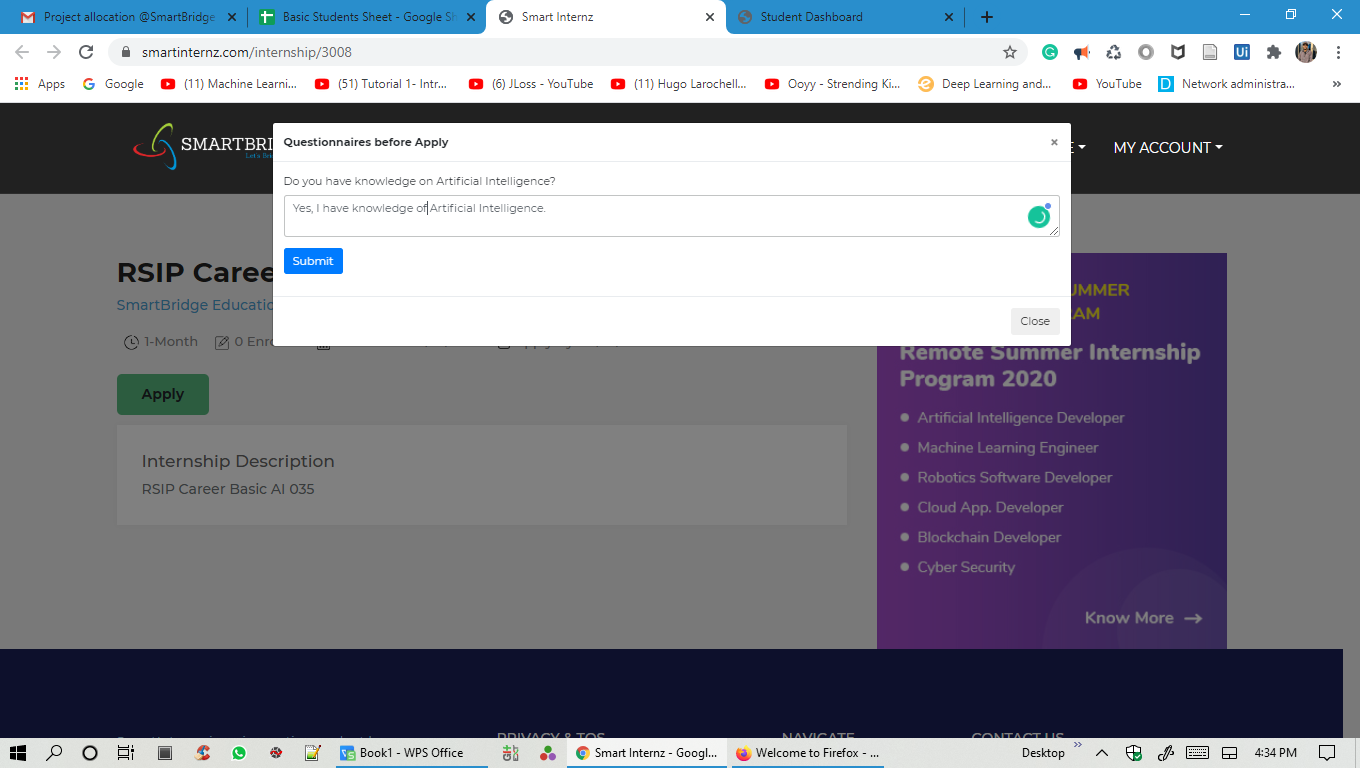 Project allocation @SmartBridge
Basic Students Sheet - Google Sh
Smart Internz
Student Dashboard
smartinternz.com/internship/3008
Apps
Google
(11) Machine Learni...
(51) Tutorial 1- Intr...
(6) JLoss - YouTube
(11) Hugo Larochell...
Ooyy - Strending Ki...
Deep Learning and...
YouTube
Network administra...
SMARTBRI
MY ACCOUNT
Questionnaires before Apply
Do you have knowledge on Artificial Intelligence?
Yes, I have knowledge of Artificial Intelligence.
Submit
Close
RSIP Caree
SmartBridge Educatio
1-Month
0 Enro
Apply
Internship Description
RSIP Career Basic AI 035
UMMER
AM
Remote Summer Internship
Program 2020
Artificial Intelligence Developer
Machine Learning Engineer
Robotics Software Developer
Cloud App. Developer
Blockchain Developer
Cyber Security
Know More
PRIVACY & TOS
NAVIGATE
CONTACT US
Book1 - WPS Office
Smart Internz - Googl...
Welcome to Firefox - ...
Desktop
4:34 PM